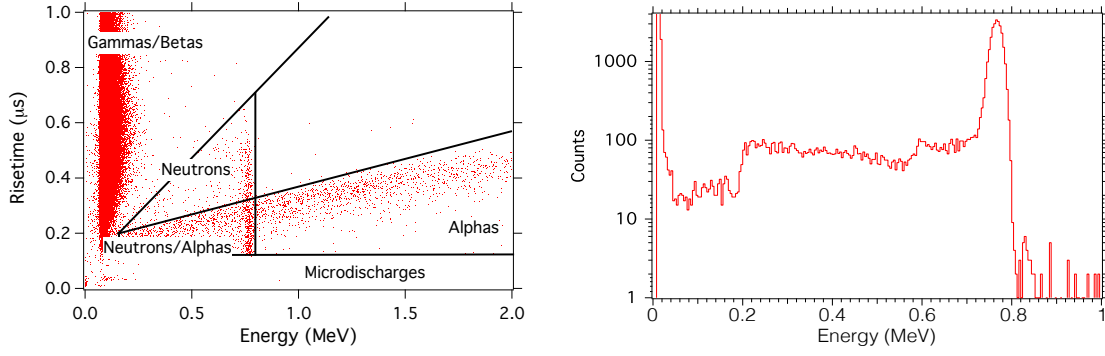 1.0
0.8
0.6
0.4
0.2
0.0
Risetime (μs)
Gammas/Betas
Neutrons
Neutrons/Alphas
Alphas
Microdischarges
0.0
0.5
1.0
1.5
2.0
Energy (MeV)
1000
100
10
1
Counts
0
0.2
0.4
0.6
0.8
1
Energy (MeV)